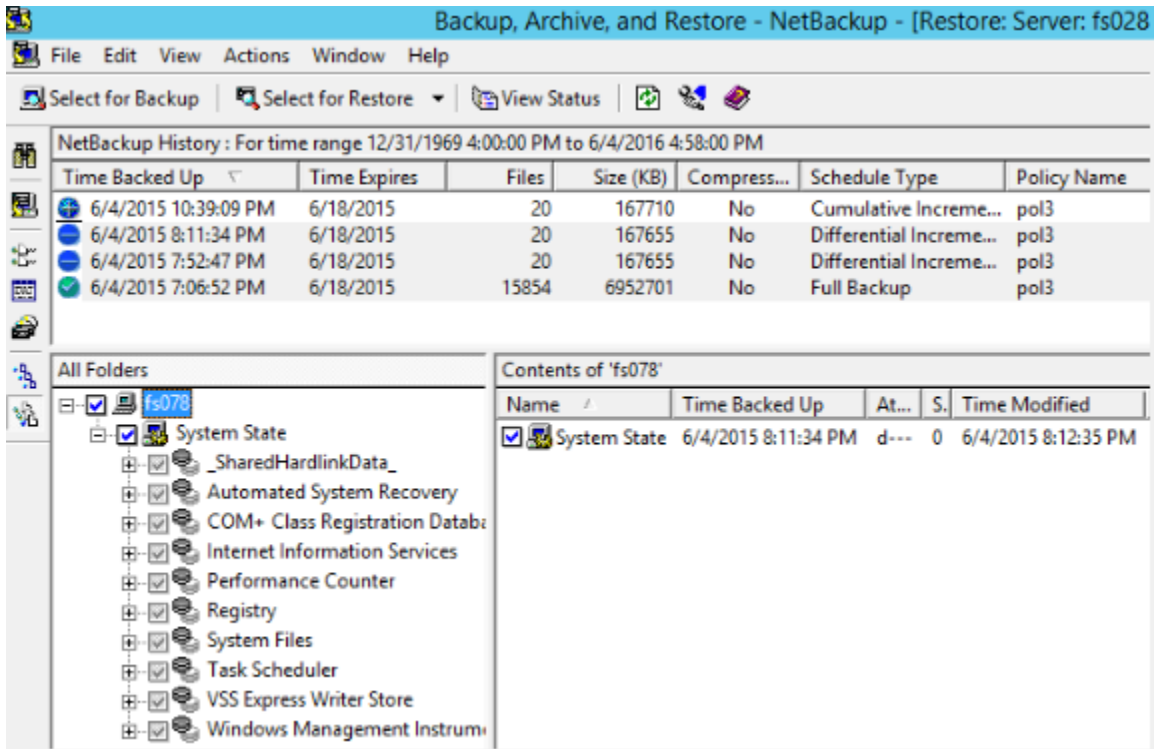 Backup, Archive, and Restore - NetBackup - [Restore: Server: fs028
File Edit View Actions Window Help
Select for Backup Select for Restore View Status
NetBackup History : For time range 12/31/1969 4:00:00 PM to 6/4/2016 4:58:00 PM
Time Backed Up Time Expires Files Size (KB) Compress... Schedule Type Policy Name
6/4/2015 10:39:09 PM 6/18/2015 20 167710 No Cumulative Increme... pol3
6/4/2015 8:11:34 PM 6/18/2015 20 167655 No Differential Increme... pol3
6/4/2015 7:52:47 PM 6/18/2015 20 167655 No Differential Increme... pol3
6/4/2015 7:06:52 PM 6/18/2015 15854 6952701 No Full Backup pol3
All Folders
fs078
System State
_SharedHardlinkData_
Automated System Recovery
COM+ Class Registration Databa
Internet Information Services
Performance Counter
Registry
System Files
Task Scheduler
VSS Express Writer Store
Windows Management Instrum
Contents of 'fs078'
Name Time Backed Up At... S. Time Modified
System State 6/4/2015 8:11:34 PM d--- 0 6/4/2015 8:12:35 PM